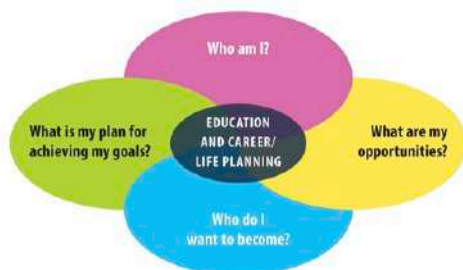 Who am I?
What is my plan for
achieving my goals?
EDUCATION
AND CAREER/
LIFE PLANNING
What are my
opportunities?
Who do I
want to become?